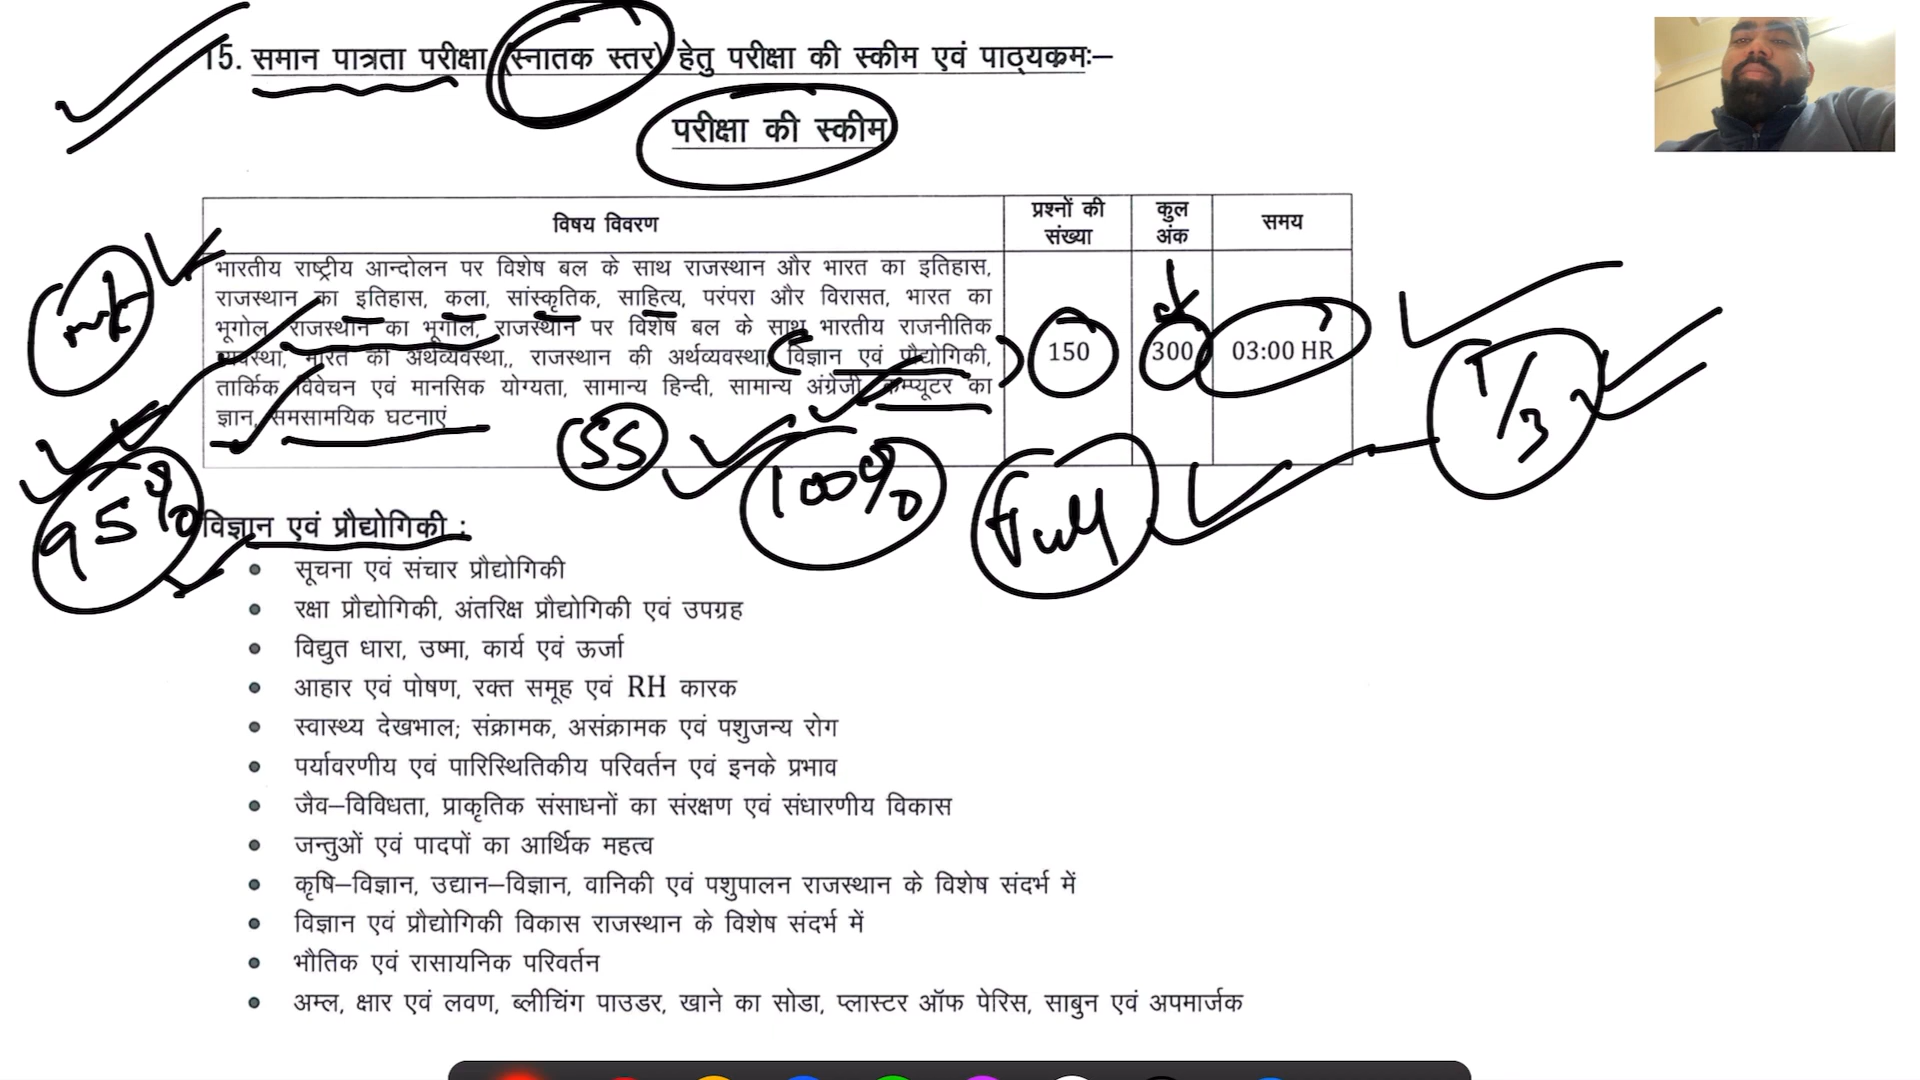 15. समान पात्रता परीक्षा (स्नातक स्तर) हेतु परीक्षा की स्कीम एवं पाठ्यक्रमः–
परीक्षा की स्कीम
विषय विवरण
प्रश्नों की संख्या
कुल अंक
समय
भारतीय राष्ट्रीय आन्दोलन पर विशेष बल के साथ राजस्थान और भारत का इतिहास,
राजस्थान का इतिहास, कला, सांस्कृतिक, साहित्य, परंपरा और विरासत, भारत का
भूगोल, राजस्थान का भूगोल, राजस्थान पर विशेष बल के साथ भारतीय राजनीतिक
व्यवस्था, भारत की अर्थव्यवस्था,, राजस्थान की अर्थव्यवस्था, विज्ञान एवं प्रौद्योगिकी,
तार्किक विवेचन एवं मानसिक योग्यता, सामान्य हिन्दी, सामान्य अंग्रेजी, कम्प्यूटर का
ज्ञान, समसामयिक घटनाएं
150
300
03:00 HR
1/3
55
100%
Full
95%
विज्ञान एवं प्रौद्योगिकी :
• सूचना एवं संचार प्रौद्योगिकी
• रक्षा प्रौद्योगिकी, अंतरिक्ष प्रौद्योगिकी एवं उपग्रह
• विद्युत धारा, उष्मा, कार्य एवं ऊर्जा
• आहार एवं पोषण, रक्त समूह एवं RH कारक
• स्वास्थ्य देखभाल; संक्रामक, असंक्रामक एवं पशुजन्य रोग
• पर्यावरणीय एवं पारिस्थितिकीय परिवर्तन एवं इनके प्रभाव
• जैव–विविधता, प्राकृतिक संसाधनों का संरक्षण एवं संधारणीय विकास
• जन्तुओं एवं पादपों का आर्थिक महत्व
• कृषि–विज्ञान, उद्यान–विज्ञान, वानिकी एवं पशुपालन राजस्थान के विशेष संदर्भ में
• विज्ञान एवं प्रौद्योगिकी विकास राजस्थान के विशेष संदर्भ में
• भौतिक एवं रासायनिक परिवर्तन
• अम्ल, क्षार एवं लवण, ब्लीचिंग पाउडर, खाने का सोडा, प्लास्टर ऑफ पेरिस, साबुन एवं अपमार्जक